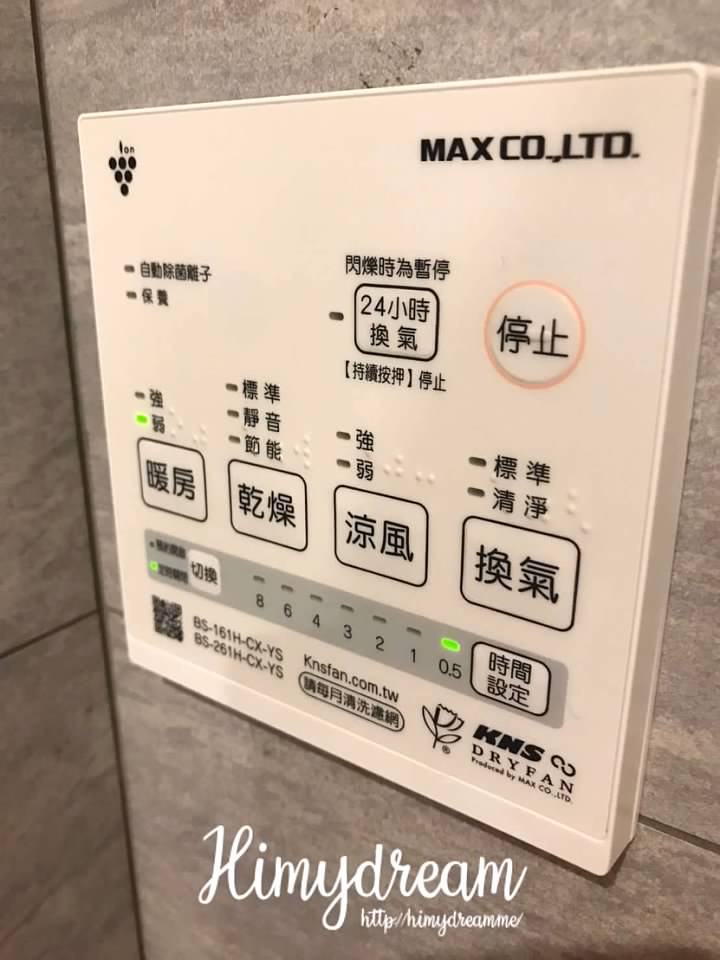 Ion
MAX CO.,LTD.
自動除菌離子
保養
閃爍時為暫停
24小時
換氣
【持續按押】停止
停止
強
弱
暖房
標準
靜音
節能
乾燥
強
弱
涼風
標準
清淨
換氣
切換
8 6 4 3 2 1 0.5
時間
設定
BS-161H-CX-YS
BS-261H-CX-YS
Knsfan.com.tw
請每月清洗濾網
®
KNS
DRYFAN
Produced by MAX CO.,LTD.
Himydream
http://himydreamme/